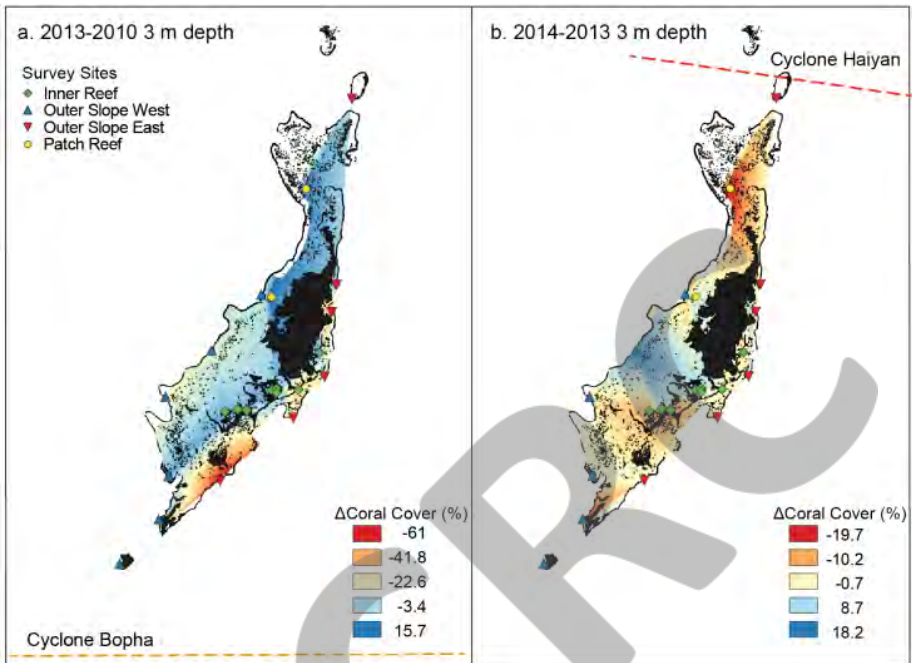 a. 2013-2010 3 m depth
Survey Sites
Inner Reef
Outer Slope West
Outer Slope East
Patch Reef
ΔCoral Cover (%)
-61
-41.8
-22.6
-3.4
15.7
Cyclone Bopha
b. 2014-2013 3 m depth
Cyclone Haiyan
ΔCoral Cover (%)
-19.7
-10.2
-0.7
8.7
18.2
CRC